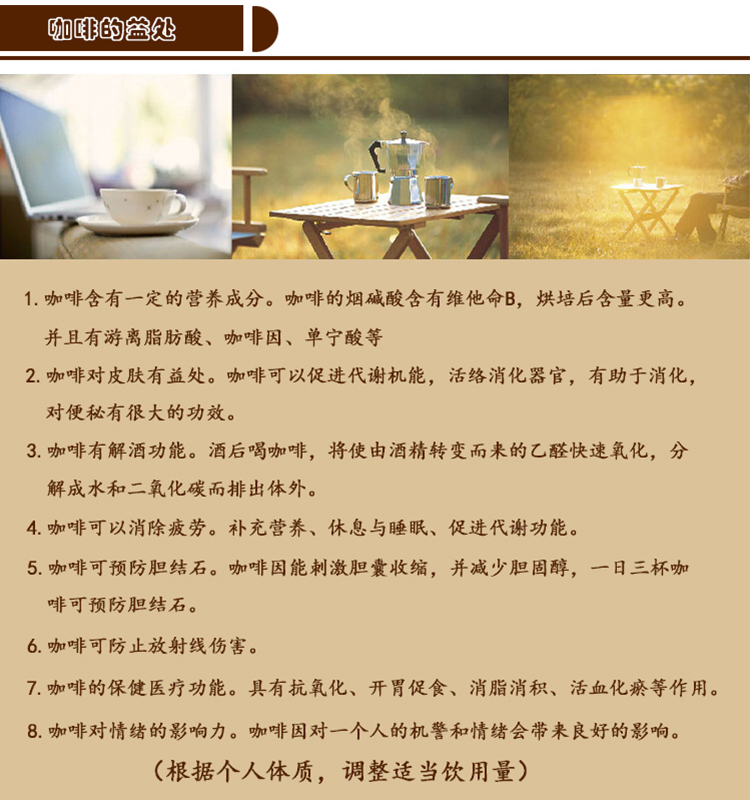 咖啡的益处
1. 咖啡含有一定的营养成分。咖啡的烟碱酸含有维他命B，烘培后含量更高。
并且有游离脂肪酸、咖啡因、单宁酸等
2. 咖啡对皮肤有益处。咖啡可以促进代谢机能，活络消化器官，有助于消化，
对便秘有很大的功效。
3. 咖啡有解酒功能。酒后喝咖啡，将使由酒精转变而来的乙醛快速氧化，分
解成水和二氧化碳而排出体外。
4. 咖啡可以消除疲劳。补充营养、休息与睡眠、促进代谢功能。
5. 咖啡可预防胆结石。咖啡因能刺激胆囊收缩，并减少胆固醇，一日三杯咖
啡可预防胆结石。
6. 咖啡可防止放射线伤害。
7. 咖啡的保健医疗功能。具有抗氧化、开胃促食、消脂消积、活血化瘀等作用。
8. 咖啡对情绪的影响力。咖啡因对一个人的机警和情绪会带来良好的影响。
（根据个人体质，调整适当饮用量）